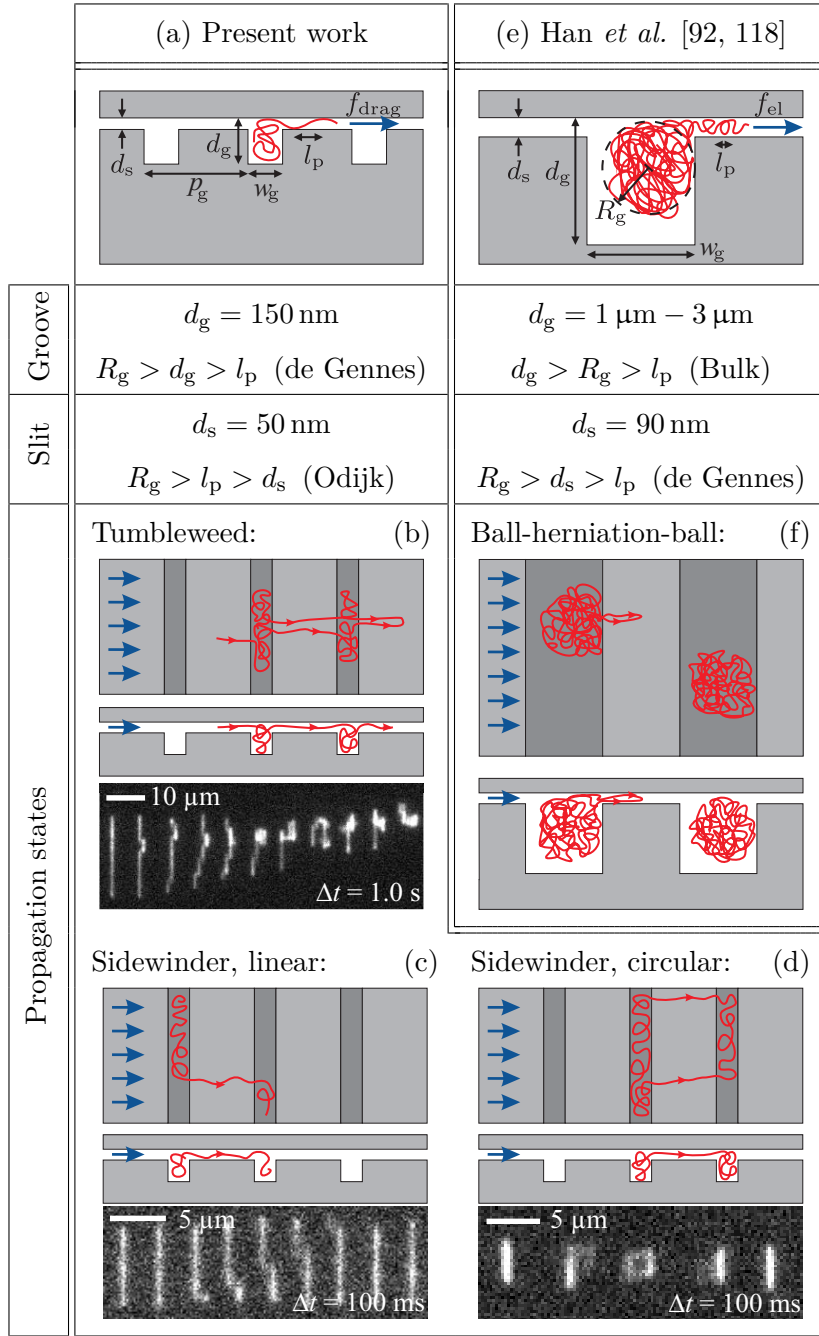 (a) Present work
(e) Han et al. [92, 118]
f_drag
d_s
d_g
l_p
p_g
w_g
f_el
d_s
d_g
l_p
R_g
w_g
Groove
d_g = 150 nm
R_g > d_g > l_p (de Gennes)
d_g = 1 µm − 3 µm
d_g > R_g > l_p (Bulk)
Slit
d_s = 50 nm
R_g > l_p > d_s (Odijk)
d_s = 90 nm
R_g > d_s > l_p (de Gennes)
Propagation states
Tumbleweed: (b)
10 µm
Δt = 1.0 s
Ball-herniation-ball: (f)
Sidewinder, linear: (c)
5 µm
Δt = 100 ms
Sidewinder, circular: (d)
5 µm
Δt = 100 ms